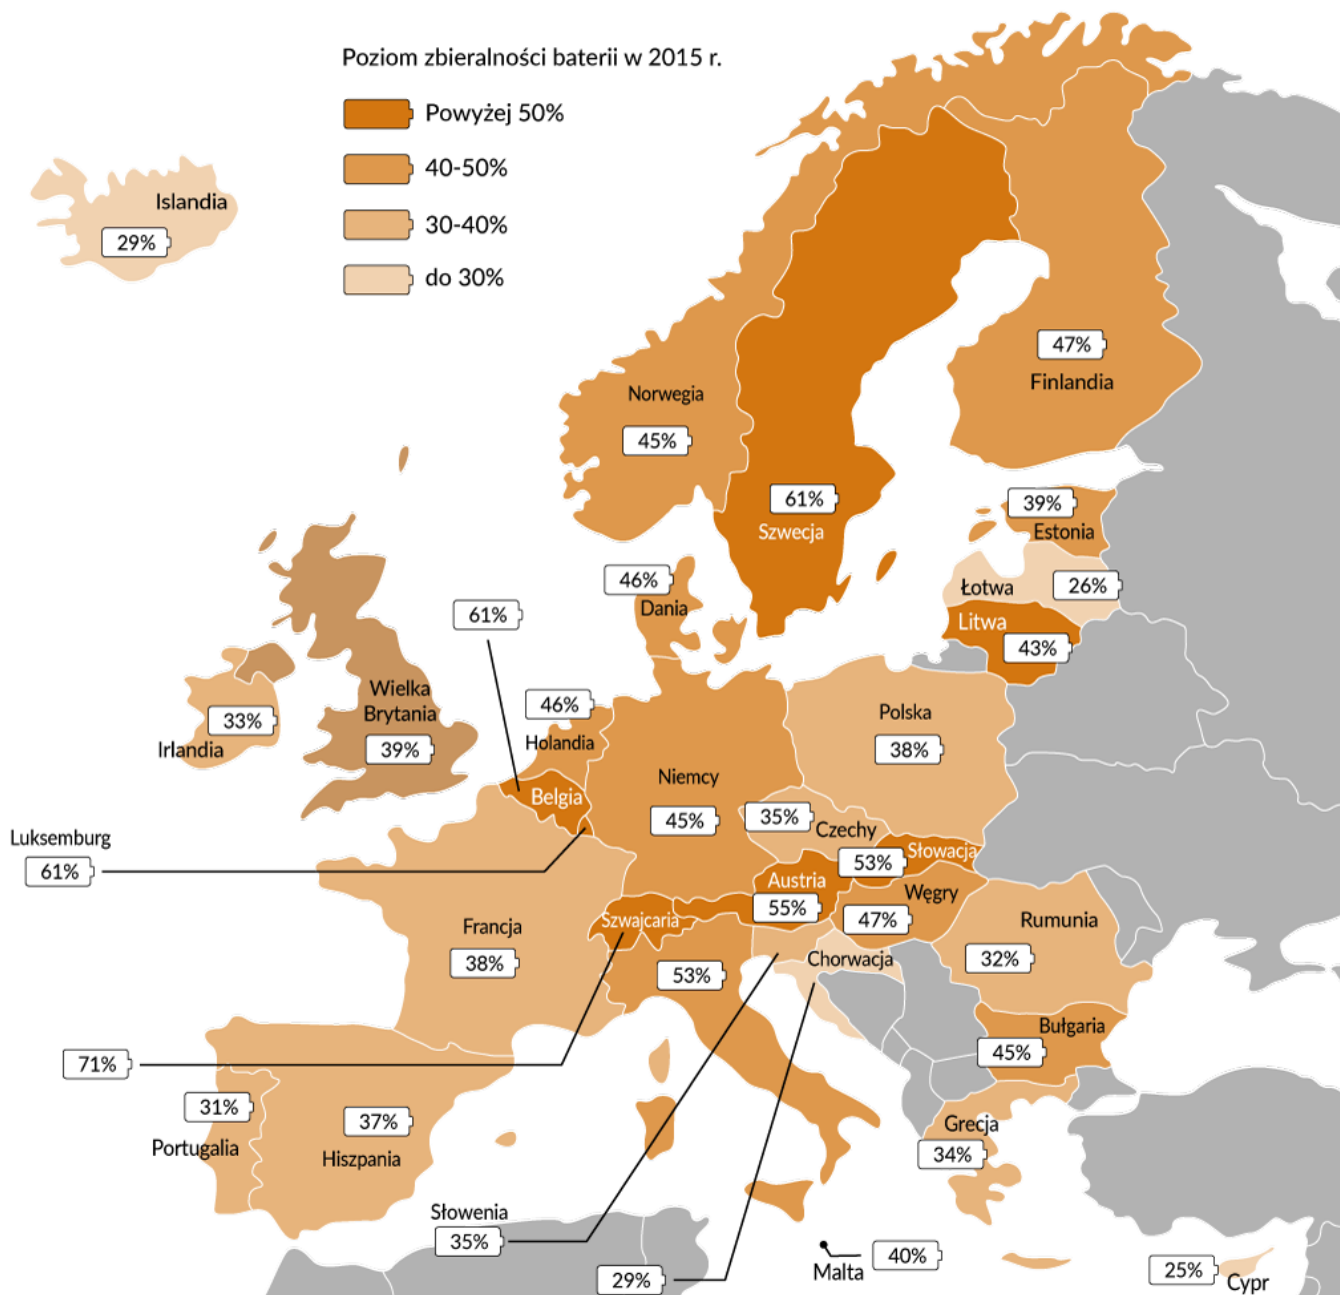 Poziom zbieralności baterii w 2015 r.
Powyżej 50%
40-50%
30-40%
do 30%
Islandia
29%
47%
Finlandia
Norwegia
45%
61%
Szwecja
39%
Estonia
Łotwa
26%
Litwa
43%
46%
Dania
61%
Wielka
Brytania
39%
33%
Irlandia
46%
Holandia
Polska
38%
Niemcy
45%
Belgia
35%
Czechy
Luksemburg
61%
53%
Słowacja
Austria
55%
Węgry
47%
Szwajcaria
Francja
38%
53%
Rumunia
32%
Chorwacja
Bułgaria
45%
71%
31%
Portugalia
37%
Hiszpania
Grecja
34%
Słowenia
35%
29%
Malta
40%
25%
Cypr